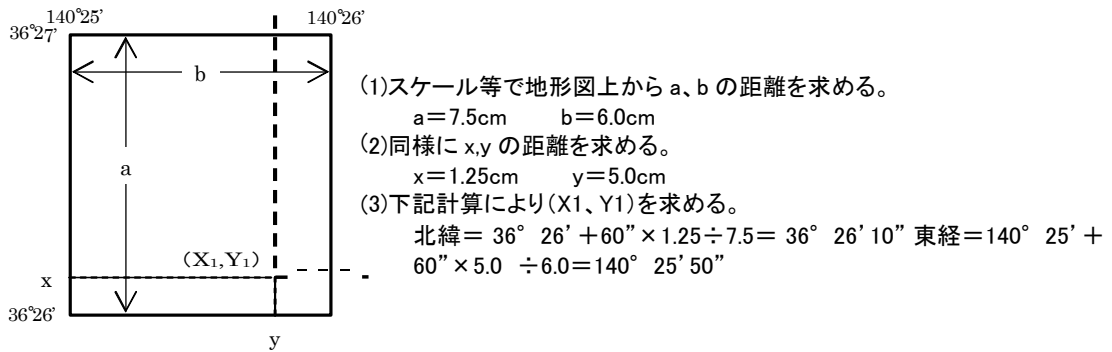 140°25’
140°26’
36°27’
b
a
(X₁,Y₁)
x
36°26’
y
(1)スケール等で地形図上から a、b の距離を求める。
a＝7.5cm b＝6.0cm
(2)同様に x,y の距離を求める。
x＝1.25cm y＝5.0cm
(3)下記計算により(X1、Y1)を求める。
北緯＝ 36° 26’＋60”×1.25÷7.5＝ 36° 26’10” 東経＝140° 25’＋
60”×5.0 ÷6.0＝140° 25’50”